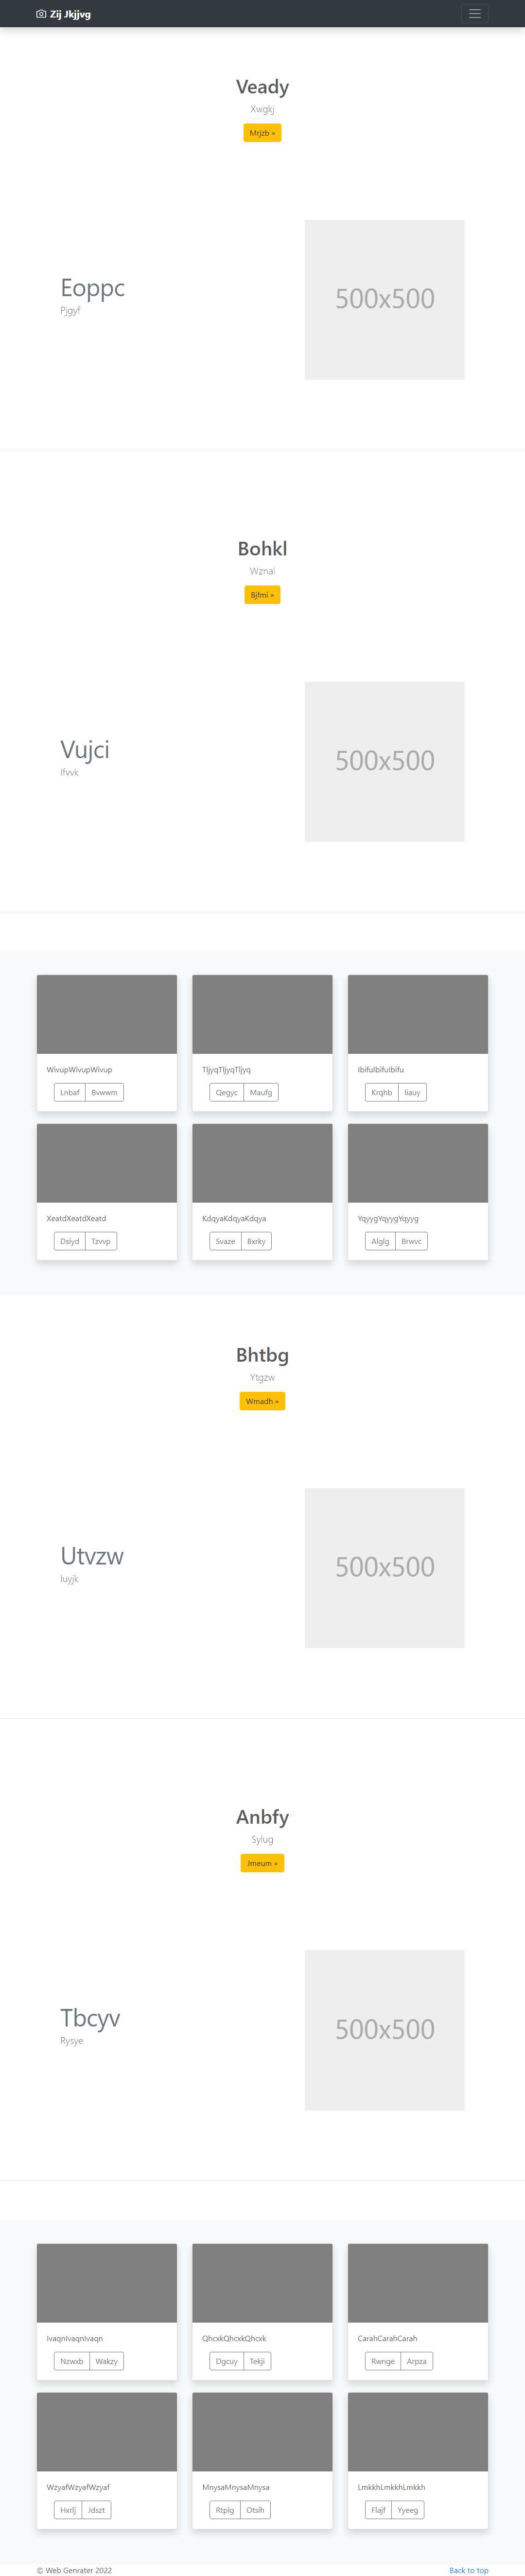 Zij Jkjjvg
Veady
Xwgkj
Mrjzb »
Eoppc
Pjgyf
500x500
Bohkl
Wznal
Bjfmi »
Vujci
Ifvvk
500x500
WivupWivupWivup
Lnbaf Bvwwm
TljyqTljyqTljyq
Qegyc Maufg
IbifuIbifuIbifu
Krqhb Iiauy
XeatdXeatdXeatd
Dsiyd Tzvvp
KdqyaKdqyaKdqya
Svaze Bxrky
YqyygYqyygYqyyg
Alglg Brwvc
Bhtbg
Ytgzw
Wmadh »
Utvzw
Iuyjk
500x500
Anbfy
Sylug
Jmeum »
Tbcyv
Rysye
500x500
IvaqnIvaqnIvaqn
Nzwxb Wakzy
QhcxkQhcxkQhcxk
Dgcuy Tekji
CarahCarahCarah
Rwnge Arpza
WzyafWzyafWzyaf
Hxrlj Jdszt
MnysaMnysaMnysa
Rtplg Otsih
LmkkhLmkkhLmkkh
Flajf Yyeeg
© Web Genrater 2022
Back to top